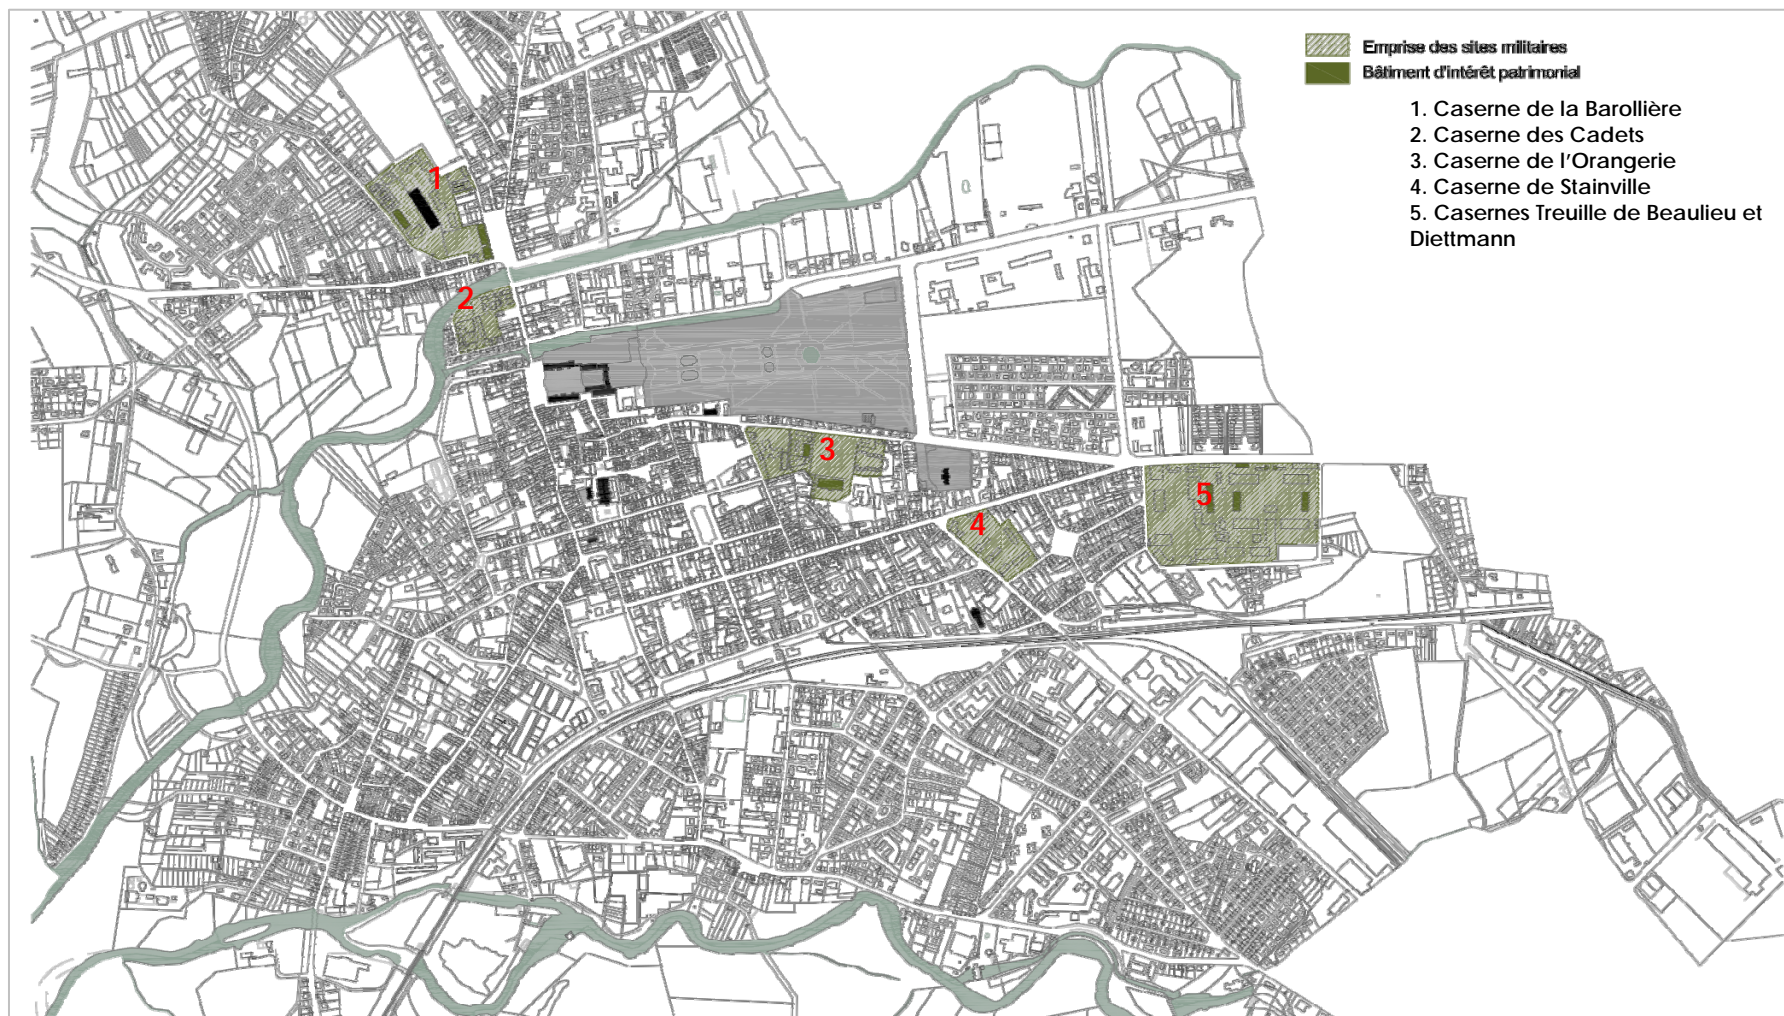 Emprise des sites militaires
Bâtiment d'intérêt patrimonial
1. Caserne de la Barollière
2. Caserne des Cadets
3. Caserne de l'Orangerie
4. Caserne de Stainville
5. Casernes Treuille de Beaulieu et
Diettmann
1
2
3
4
5